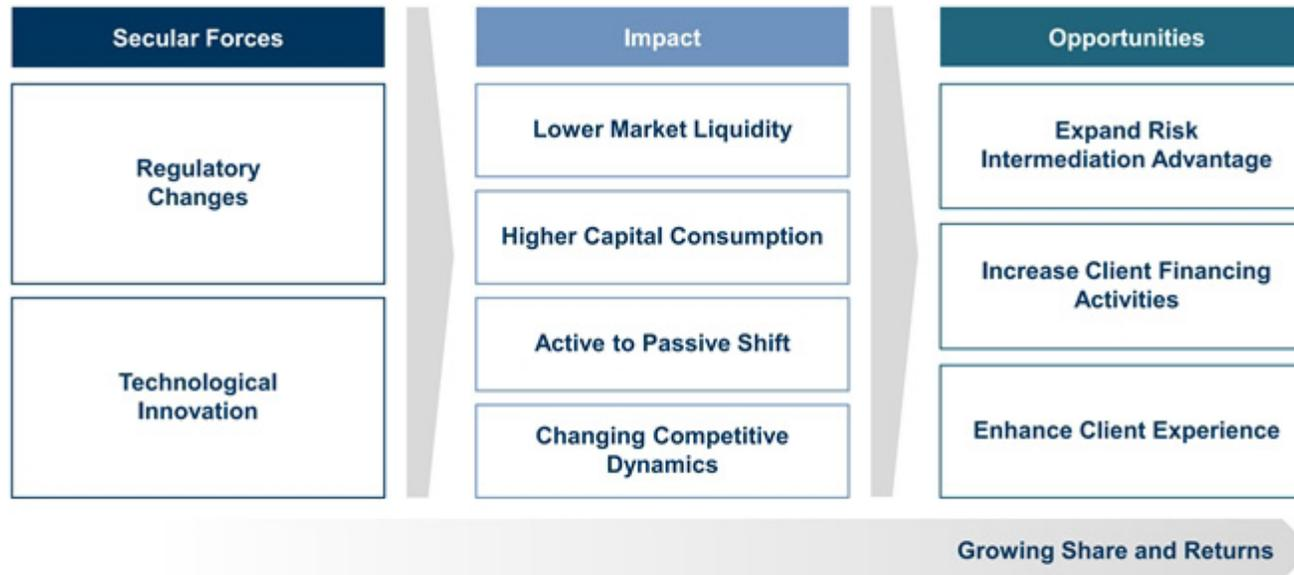 Secular Forces
Regulatory
Changes
Technological
Innovation
Impact
Lower Market Liquidity
Higher Capital Consumption
Active to Passive Shift
Changing Competitive
Dynamics
Opportunities
Expand Risk
Intermediation Advantage
Increase Client Financing
Activities
Enhance Client Experience
Growing Share and Returns